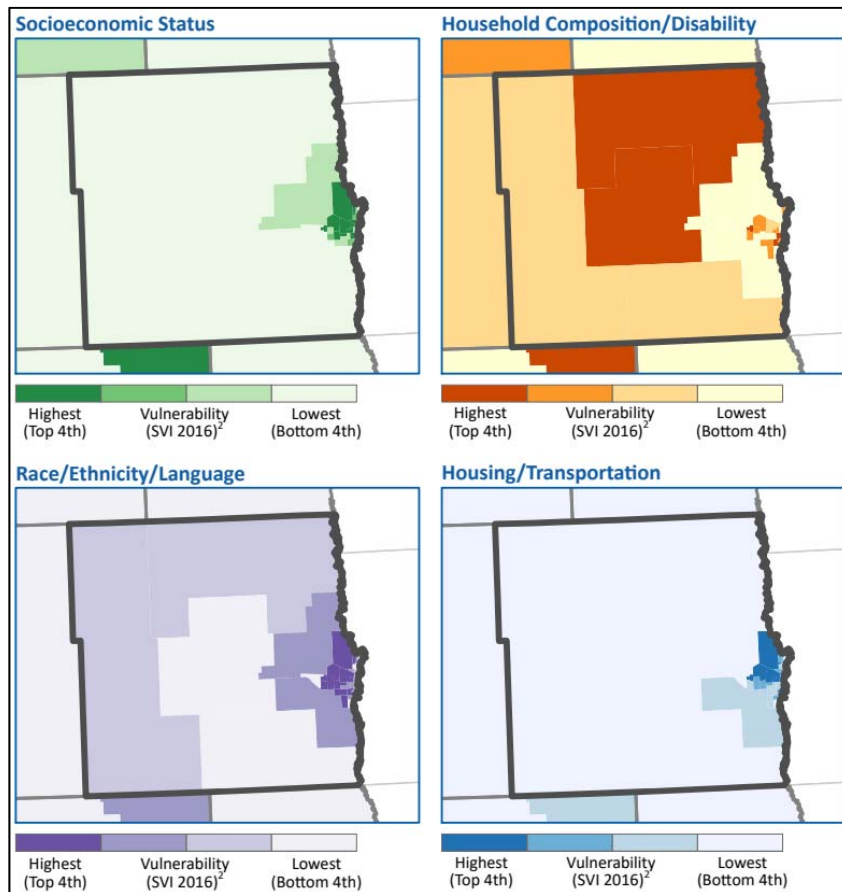 Socioeconomic Status
Household Composition/Disability
Highest
(Top 4th)
Vulnerability
(SVI 2016)2
Lowest
(Bottom 4th)
Highest
(Top 4th)
Vulnerability
(SVI 2016)2
Lowest
(Bottom 4th)
Race/Ethnicity/Language
Housing/Transportation
Highest
(Top 4th)
Vulnerability
(SVI 2016)2
Lowest
(Bottom 4th)
Highest
(Top 4th)
Vulnerability
(SVI 2016)2
Lowest
(Bottom 4th)